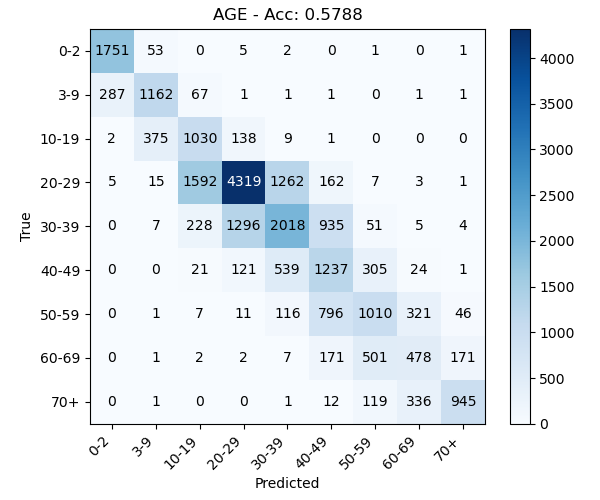 AGE - Acc: 0.5788
True
0-2 1751 53 0 5 2 0 1 0 1
3-9 287 1162 67 1 1 1 0 1 1
10-19 2 375 1030 138 9 1 0 0 0
20-29 5 15 1592 4319 1262 162 7 3 1
30-39 0 7 228 1296 2018 935 51 5 4
40-49 0 0 21 121 539 1237 305 24 1
50-59 0 1 7 11 116 796 1010 321 46
60-69 0 1 2 2 7 171 501 478 171
70+ 0 1 0 0 1 12 119 336 945
0-2 3-9 10-19 20-29 30-39 40-49 50-59 60-69 70+
Predicted
4000
3500
3000
2500
2000
1500
1000
500
0